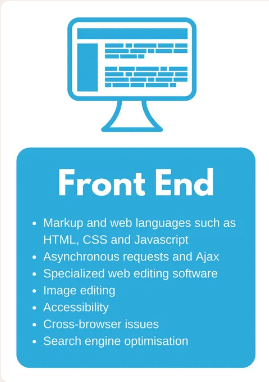 Front End
• Markup and web languages such as
HTML, CSS and Javascript
• Asynchronous requests and Ajax
• Specialized web editing software
• Image editing
• Accessibility
• Cross-browser issues
• Search engine optimisation